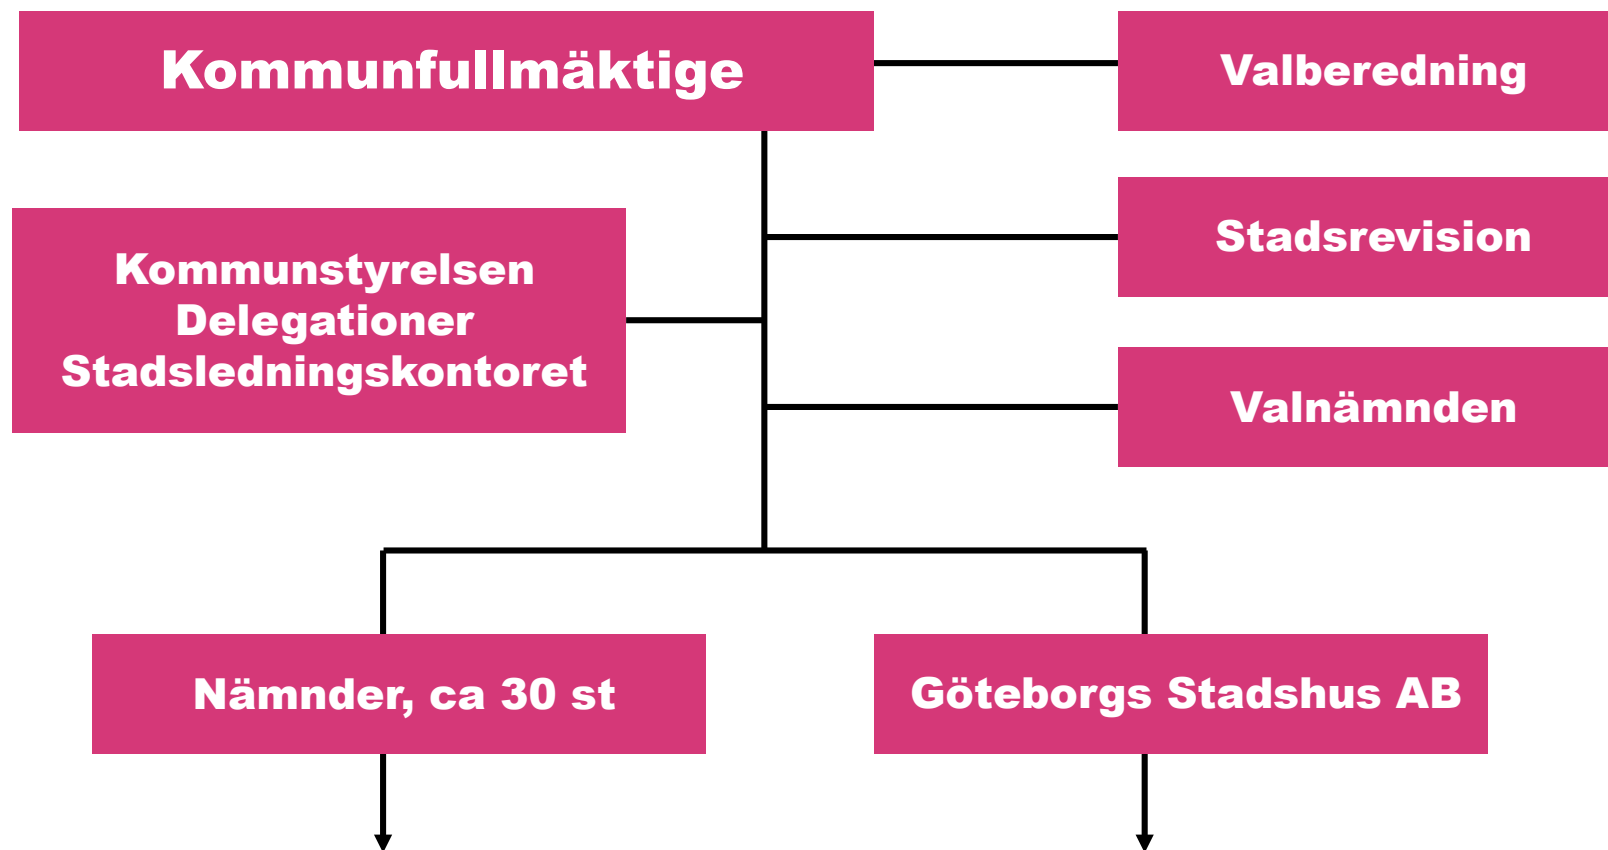 Kommunfullmäktige
Valberedning
Stadsrevision
Kommunstyrelsen
Delegationer
Stadsledningskontoret
Valnämnden
Nämnder, ca 30 st
Göteborgs Stadshus AB